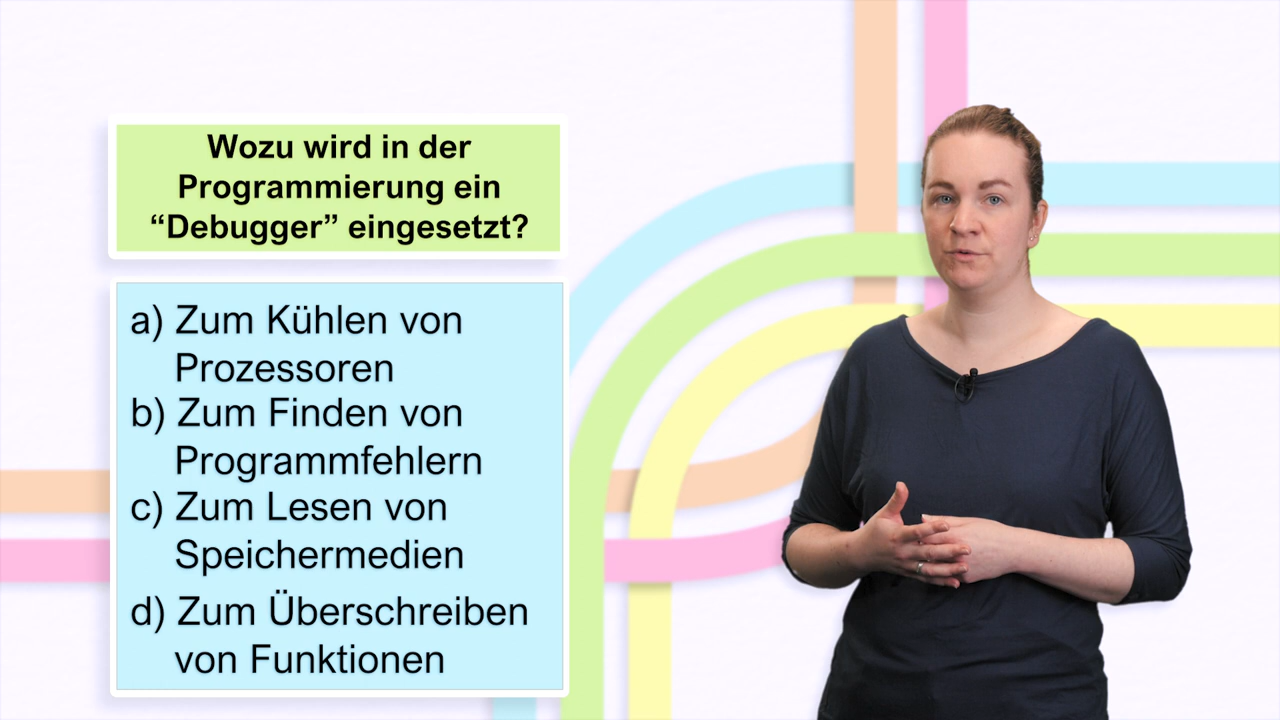 Wozu wird in der
Programmierung ein
“Debugger” eingesetzt?
a) Zum Kühlen von
Prozessoren
b) Zum Finden von
Programmfehlern
c) Zum Lesen von
Speichermedien
d) Zum Überschreiben
von Funktionen